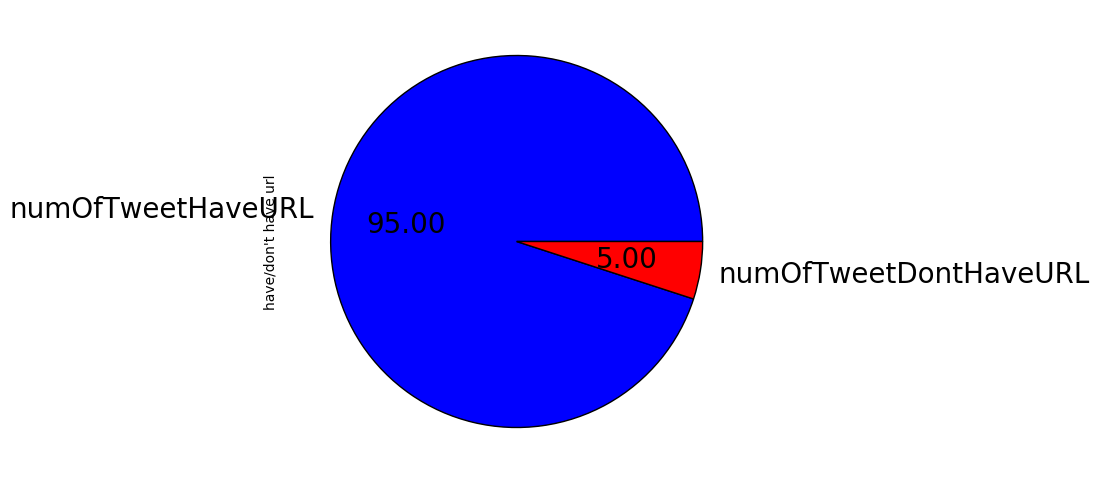 numOfTweetHaveURL
have/don't have url
95.00
5.00
numOfTweetDontHaveURL